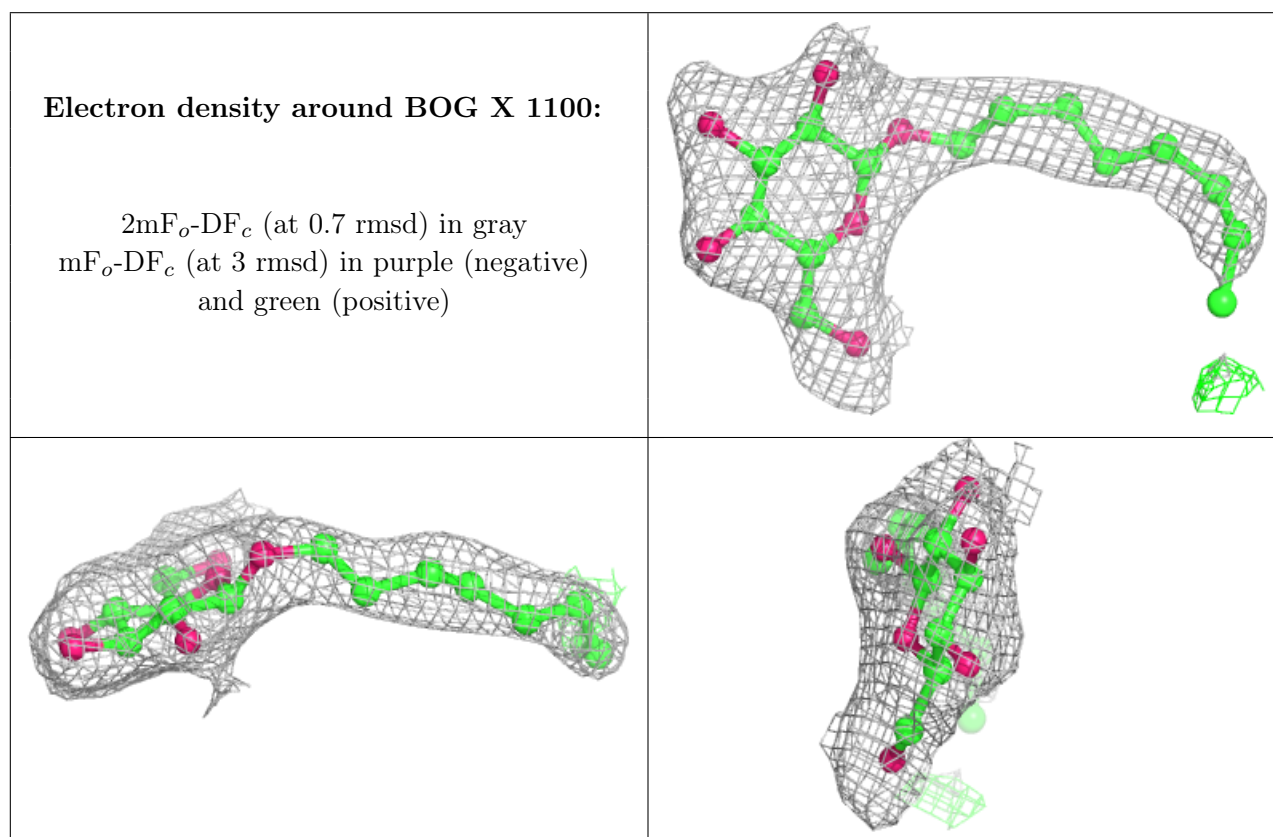 Electron density around BOG X 1100:
2mFₒ-DF𝒸 (at 0.7 rmsd) in gray
mFₒ-DF𝒸 (at 3 rmsd) in purple (negative)
and green (positive)